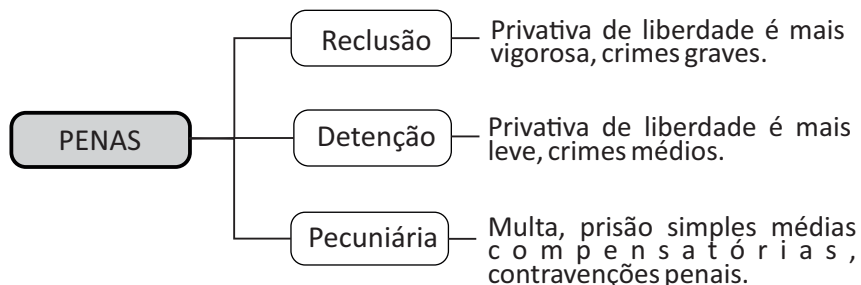 PENAS
Reclusão
Privativa de liberdade é mais
vigorosa, crimes graves.
Detenção
Privativa de liberdade é mais
leve, crimes médios.
Pecuniária
Multa, prisão simples médias
compensatórias,
contravenções penais.